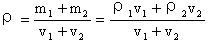 ρ = (m₁ + m₂)/(v₁ + v₂) = (ρ₁v₁ + ρ₂v₂)/(v₁ + v₂)